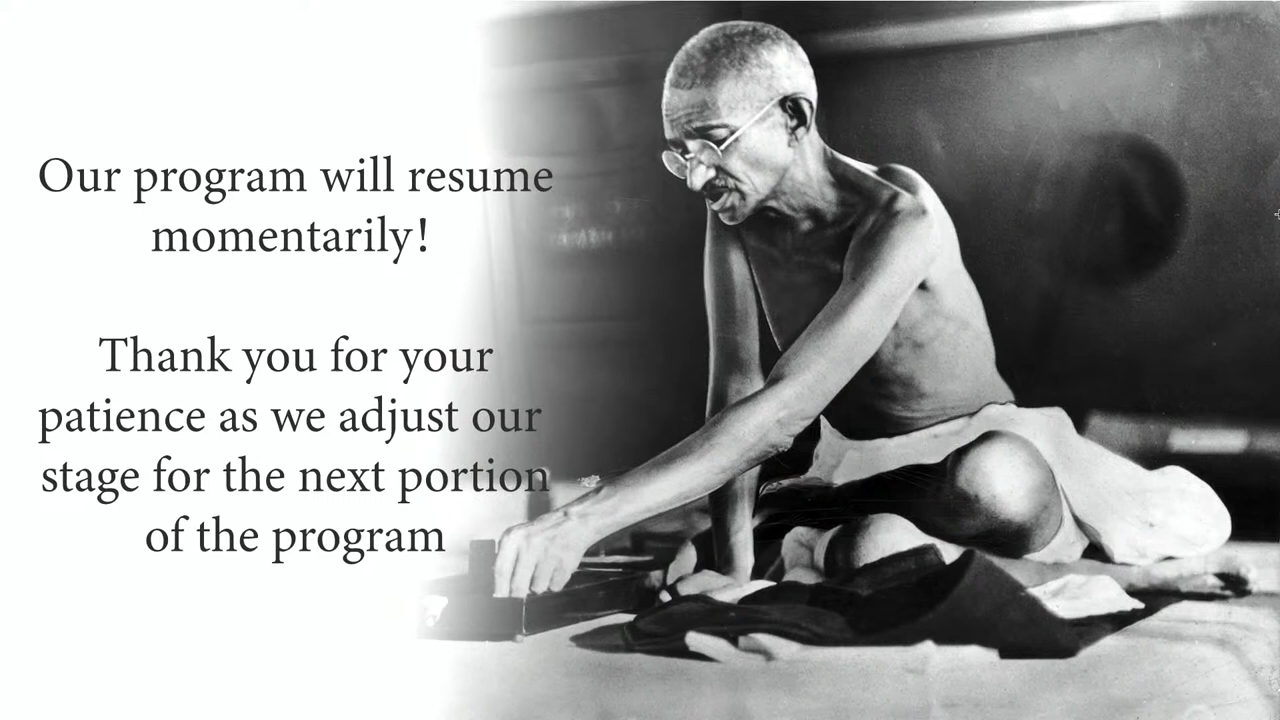 Our program will resume
momentarily!
Thank you for your
patience as we adjust our
stage for the next portion
of the program